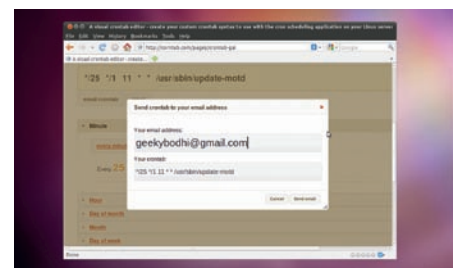 A visual crontab editor - create your custom crontab syntax to use with the cron scheduling application on your Linux server
File Edit View History Bookmarks Tools Help
http://corntab.com/pages/crontab-gui
A visual crontab editor - create...
*/25 */1 11 * * /usr/sbin/update-motd
Send crontab to your email address
Your email address:
geekybodhi@gmail.com
Your crontab:
*/25 */1 11 * * /usr/sbin/update-motd
Cancel
Send email
Minute
Every 25
Hour
Day of month
Month
Day of week
Done